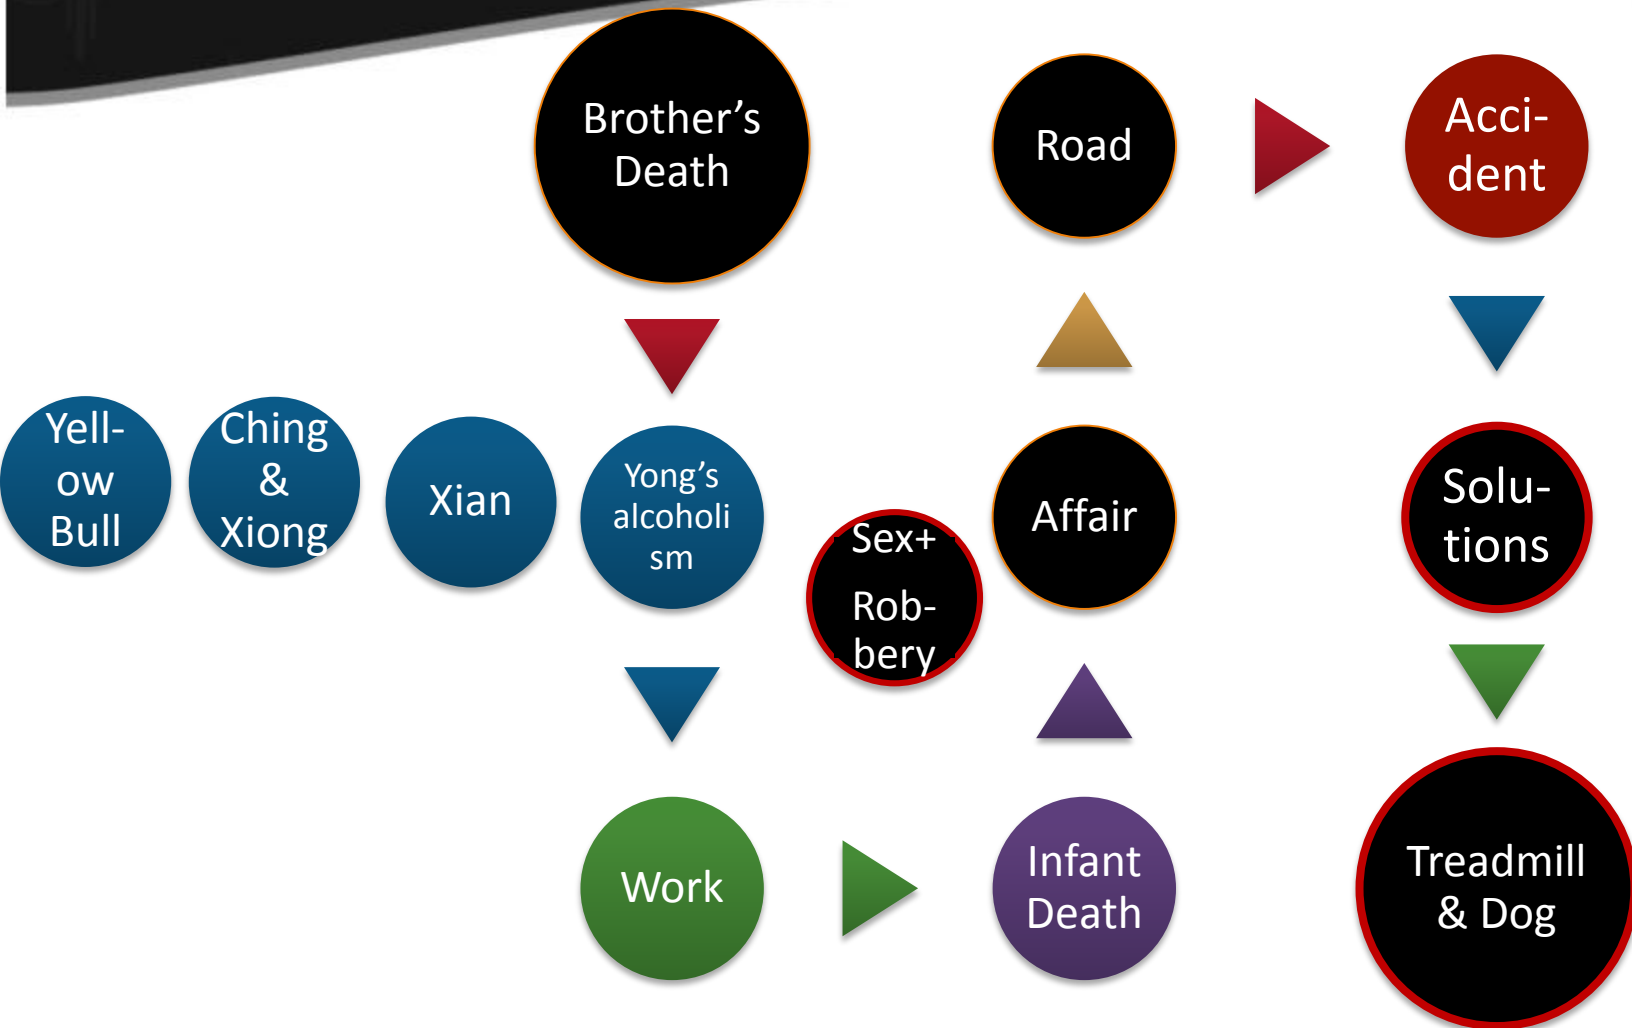 Brother’s
Death
Road
Acci-
dent
Yell-
ow
Bull
Ching
&
Xiong
Xian
Yong’s
alcoholi
sm
Sex+
Rob-
bery
Affair
Solu-
tions
Work
Infant
Death
Treadmill
& Dog